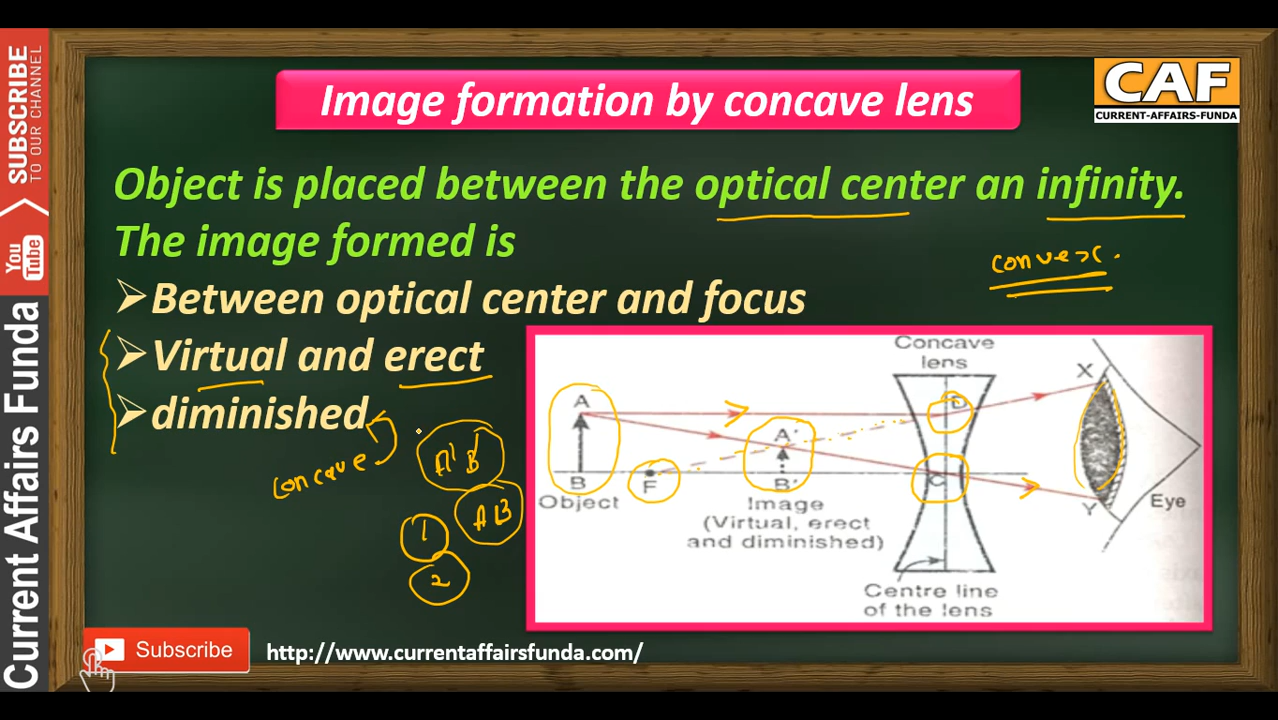 SUBSCRIBE
TO OUR CHANNEL
You
Tube
Current Affairs Funda
Image formation by concave lens
CAF
CURRENT-AFFAIRS-FUNDA
Object is placed between the optical center an infinity.
The image formed is
convex.
➢Between optical center and focus
➢Virtual and erect
➢diminished
concave
A' B'
A B
1
2
Concave
lens
A
B
Object
F
A'
B'
Image
(Virtual, erect
and diminished)
D
C
X
Y
Eye
Centre line
of the lens
Subscribe
http://www.currentaffairsfunda.com/